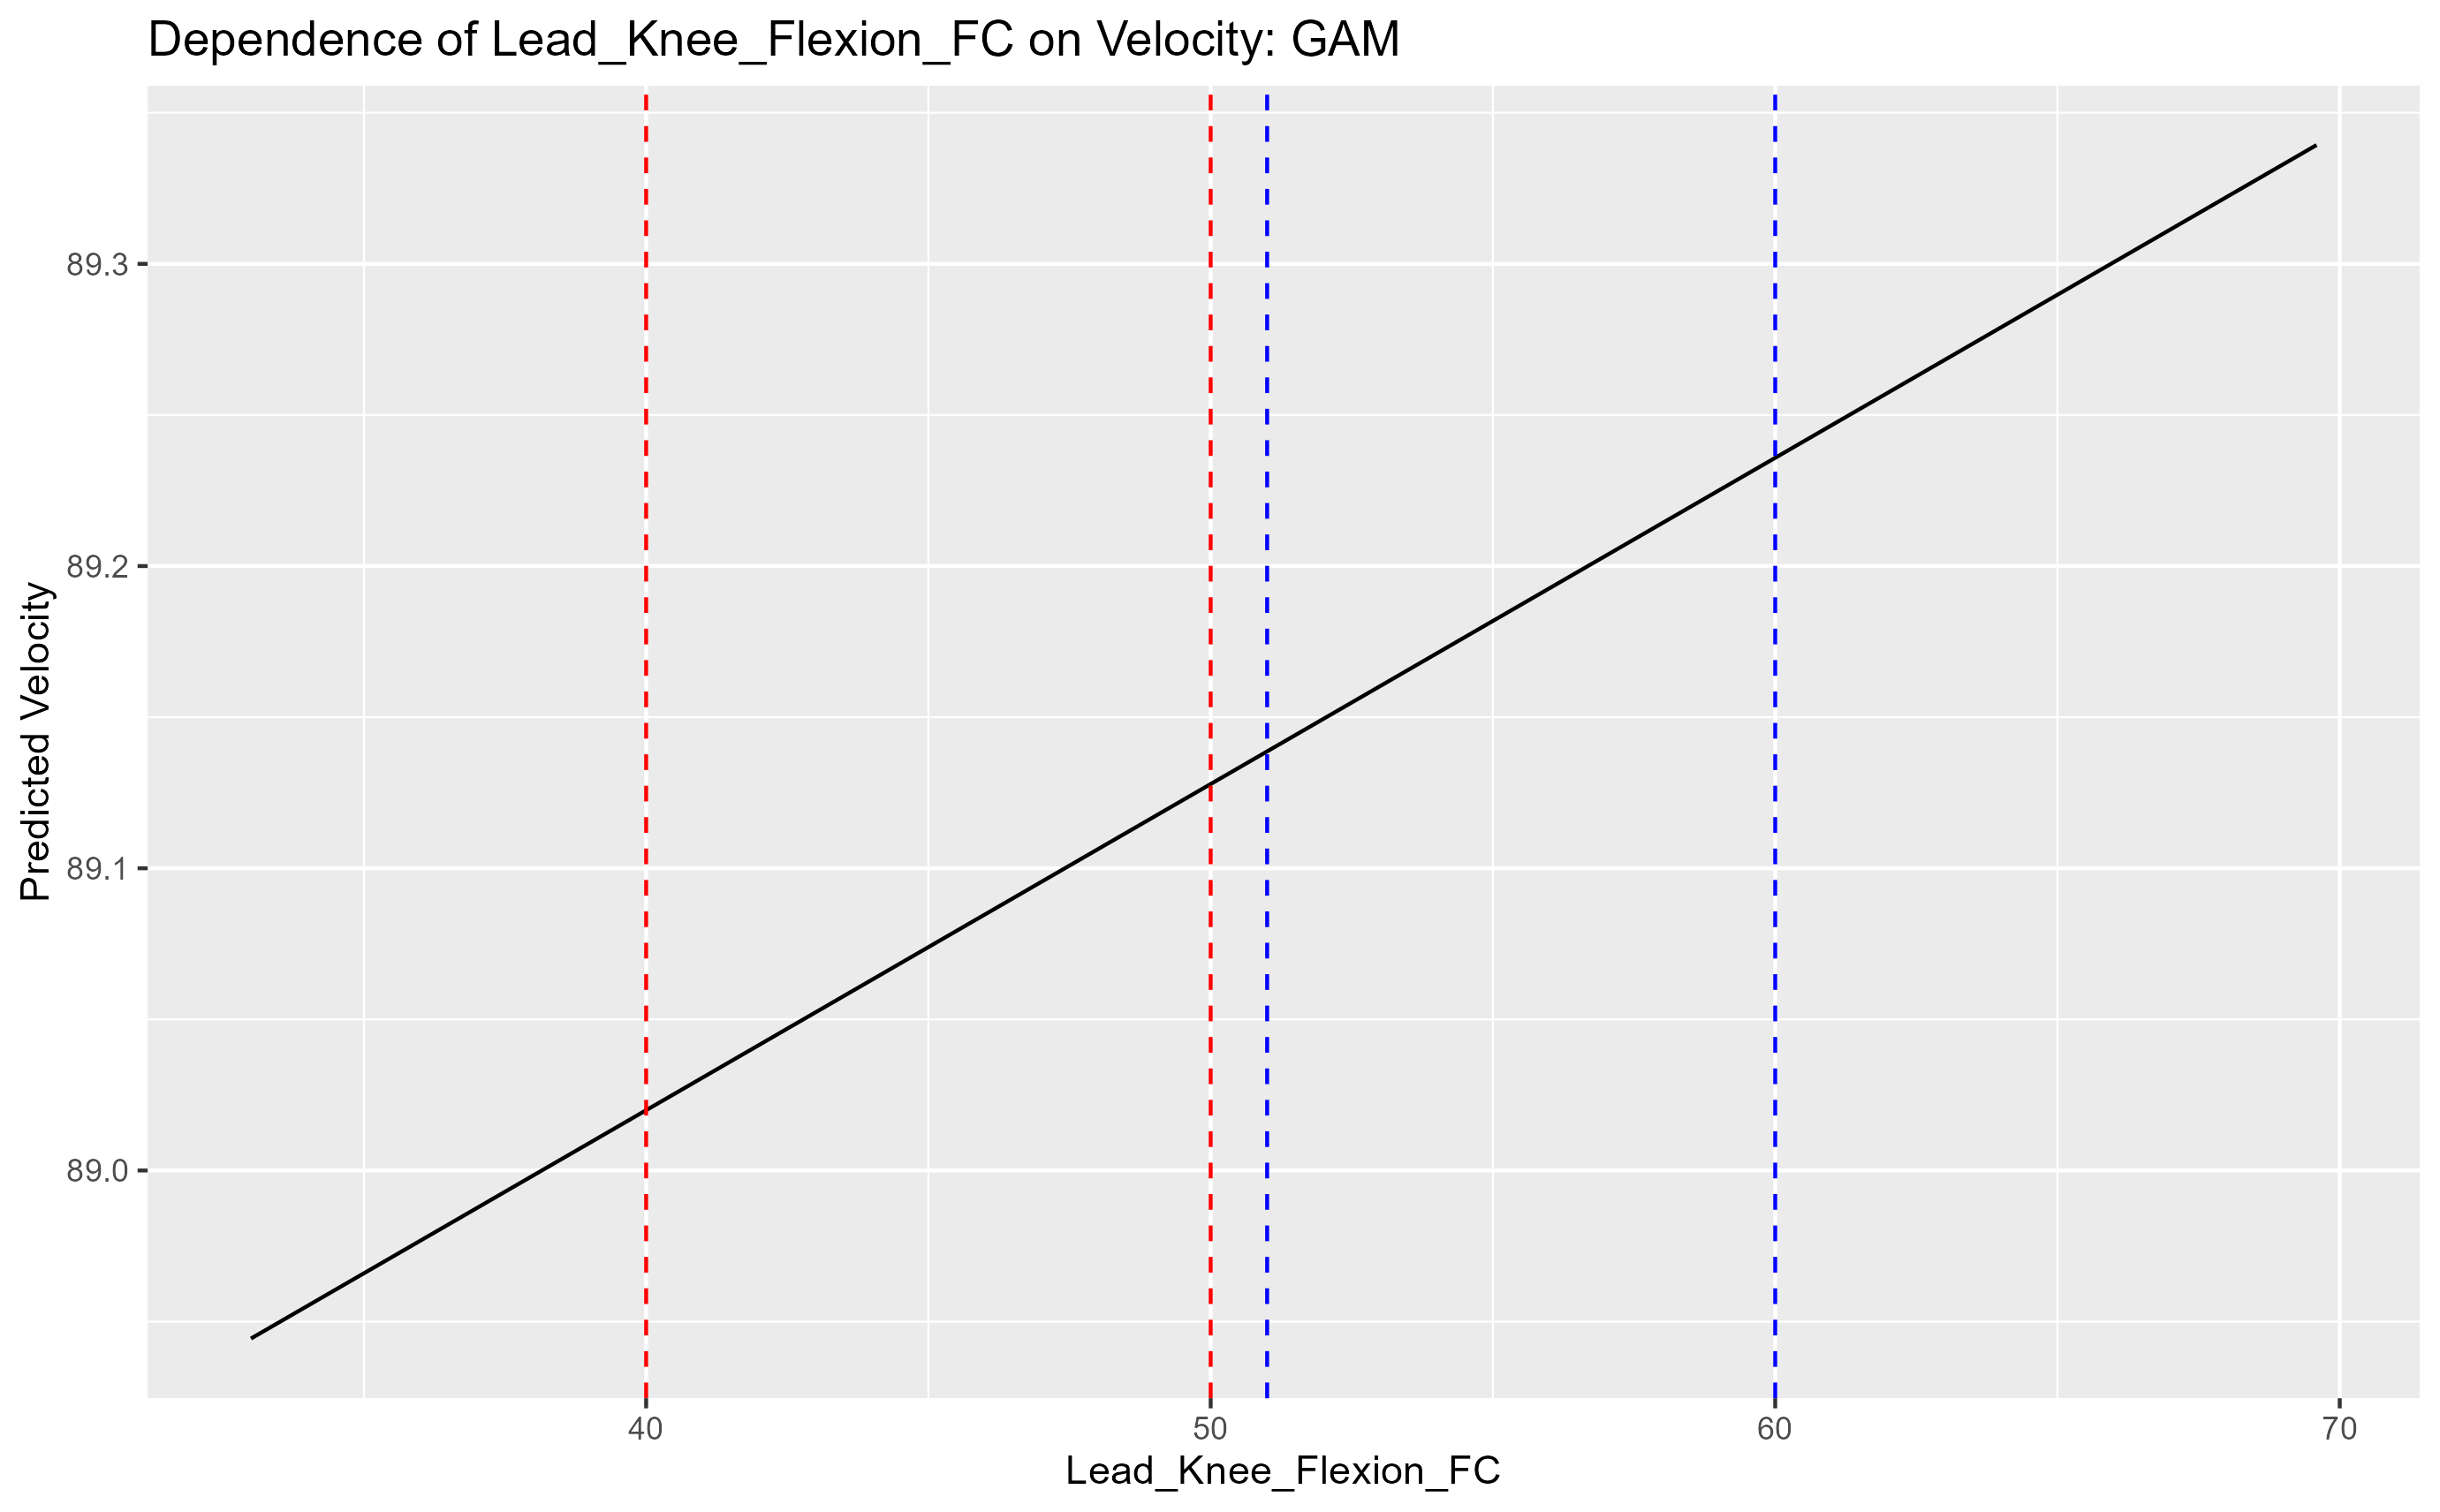 Dependence of Lead_Knee_Flexion_FC on Velocity: GAM
Predicted Velocity
89.3
89.2
89.1
89.0
40 50 60 70
Lead_Knee_Flexion_FC